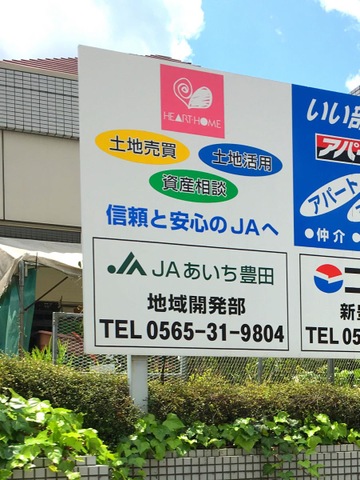 HEART HOME
土地売買
土地活用
資産相談
信頼と安心のJAへ
JAあいち豊田
地域開発部
TEL 0565-31-9804
いい
アパ
アパート
●仲介
新
TEL 05